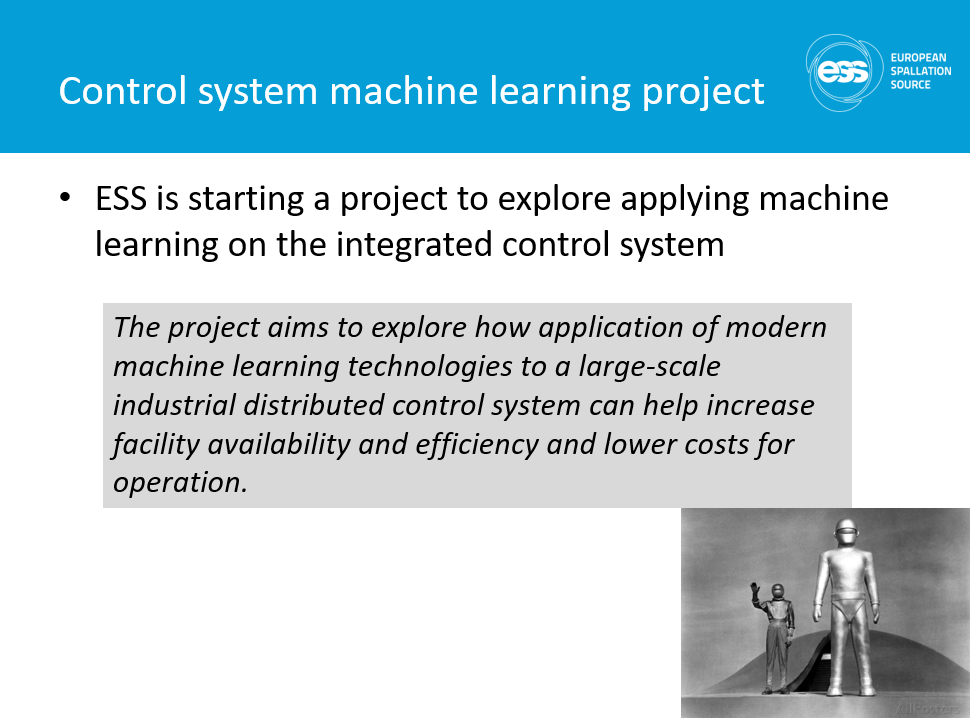 Control system machine learning project
ess
EUROPEAN
SPALLATION
SOURCE
• ESS is starting a project to explore applying machine
learning on the integrated control system
The project aims to explore how application of modern
machine learning technologies to a large-scale
industrial distributed control system can help increase
facility availability and efficiency and lower costs for
operation.
AllPosters